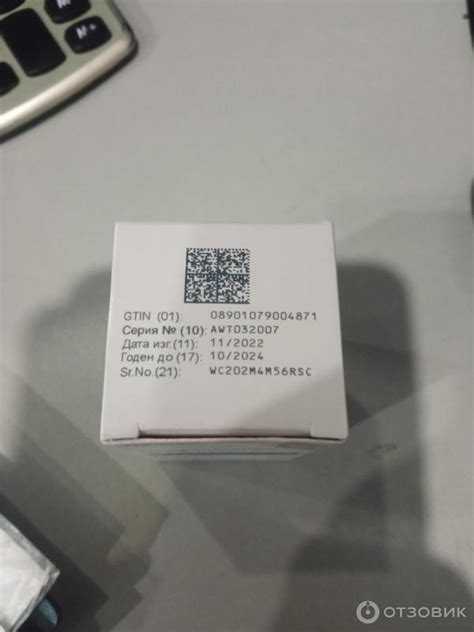 M+
GTIN (01): 08901079004871
Серия № (10): AWT032007
Дата изг.(11): 11/2022
Годен до (17): 10/2024
Sr.No.(21): WC202M4M56RSC
ОТЗОВИК